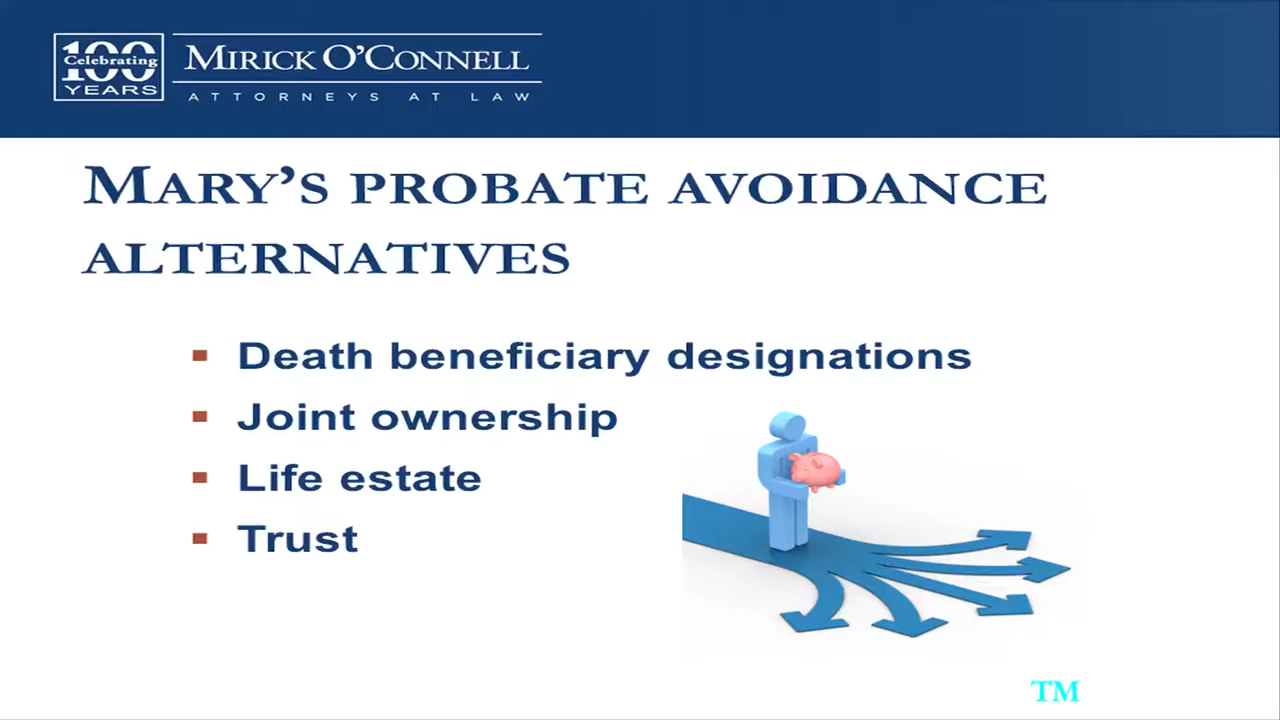 100
Celebrating
YEARS
MIRICK O'CONNELL
ATTORNEYS AT LAW
MARY'S PROBATE AVOIDANCE
ALTERNATIVES
Death beneficiary designations
Joint ownership
Life estate
Trust
TM